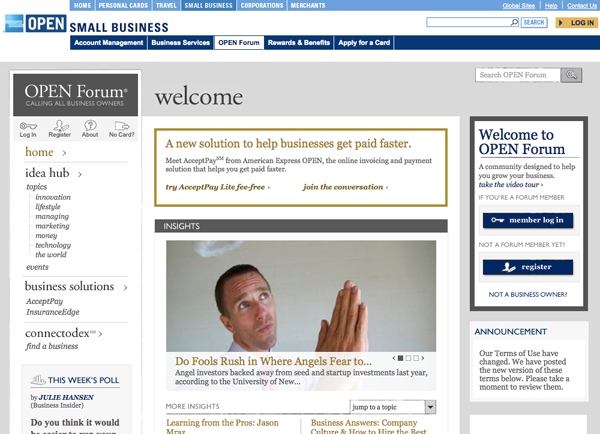 HOME PERSONAL CARDS TRAVEL SMALL BUSINESS CORPORATIONS MERCHANTS Global Sites Help Contact Us
OPEN SMALL BUSINESS SEARCH LOG IN
Account Management Business Services OPEN Forum Rewards & Benefits Apply for a Card
Search OPEN Forum
OPEN Forum®
CALLING ALL BUSINESS OWNERS
Log In Register About No Card?
home
idea hub
topics
innovation
lifestyle
managing
marketing
money
technology
the world
events
business solutions
AcceptPay
InsuranceEdge
connectodex℠
find a business
THIS WEEK'S POLL
by JULIE HANSEN
(Business Insider)
Do you think it would
welcome
A new solution to help businesses get paid faster.
Meet AcceptPay℠ from American Express OPEN, the online invoicing and payment
solution that helps you get paid faster.
try AcceptPay Lite fee-free join the conversation
INSIGHTS
Do Fools Rush in Where Angels Fear to...
Angel investors backed away from seed and startup investments last year,
according to the University of New...
MORE INSIGHTS jump to a topic
Learning from the Pros: Jason
Mraz
Business Answers: Company
Culture & How to Hire the Best
Welcome to
OPEN Forum
A community designed to help
you grow your business.
take the video tour
IF YOU'RE A FORUM MEMBER
member log in
NOT A FORUM MEMBER YET?
register
NOT A BUSINESS OWNER?
ANNOUNCEMENT
Our Terms of Use have
changed. We have posted
the new version of these
terms below. Please take a
moment to review them.